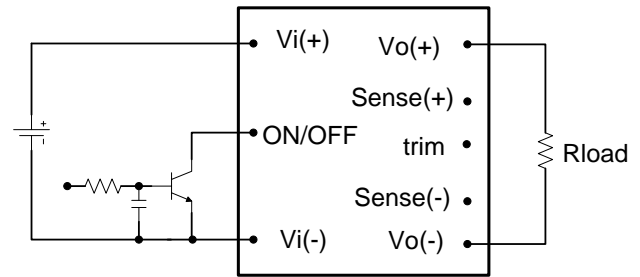 Vi(+)
Vo(+)
Sense(+)
+
-
ON/OFF
trim
Rload
Sense(-)
Vi(-)
Vo(-)